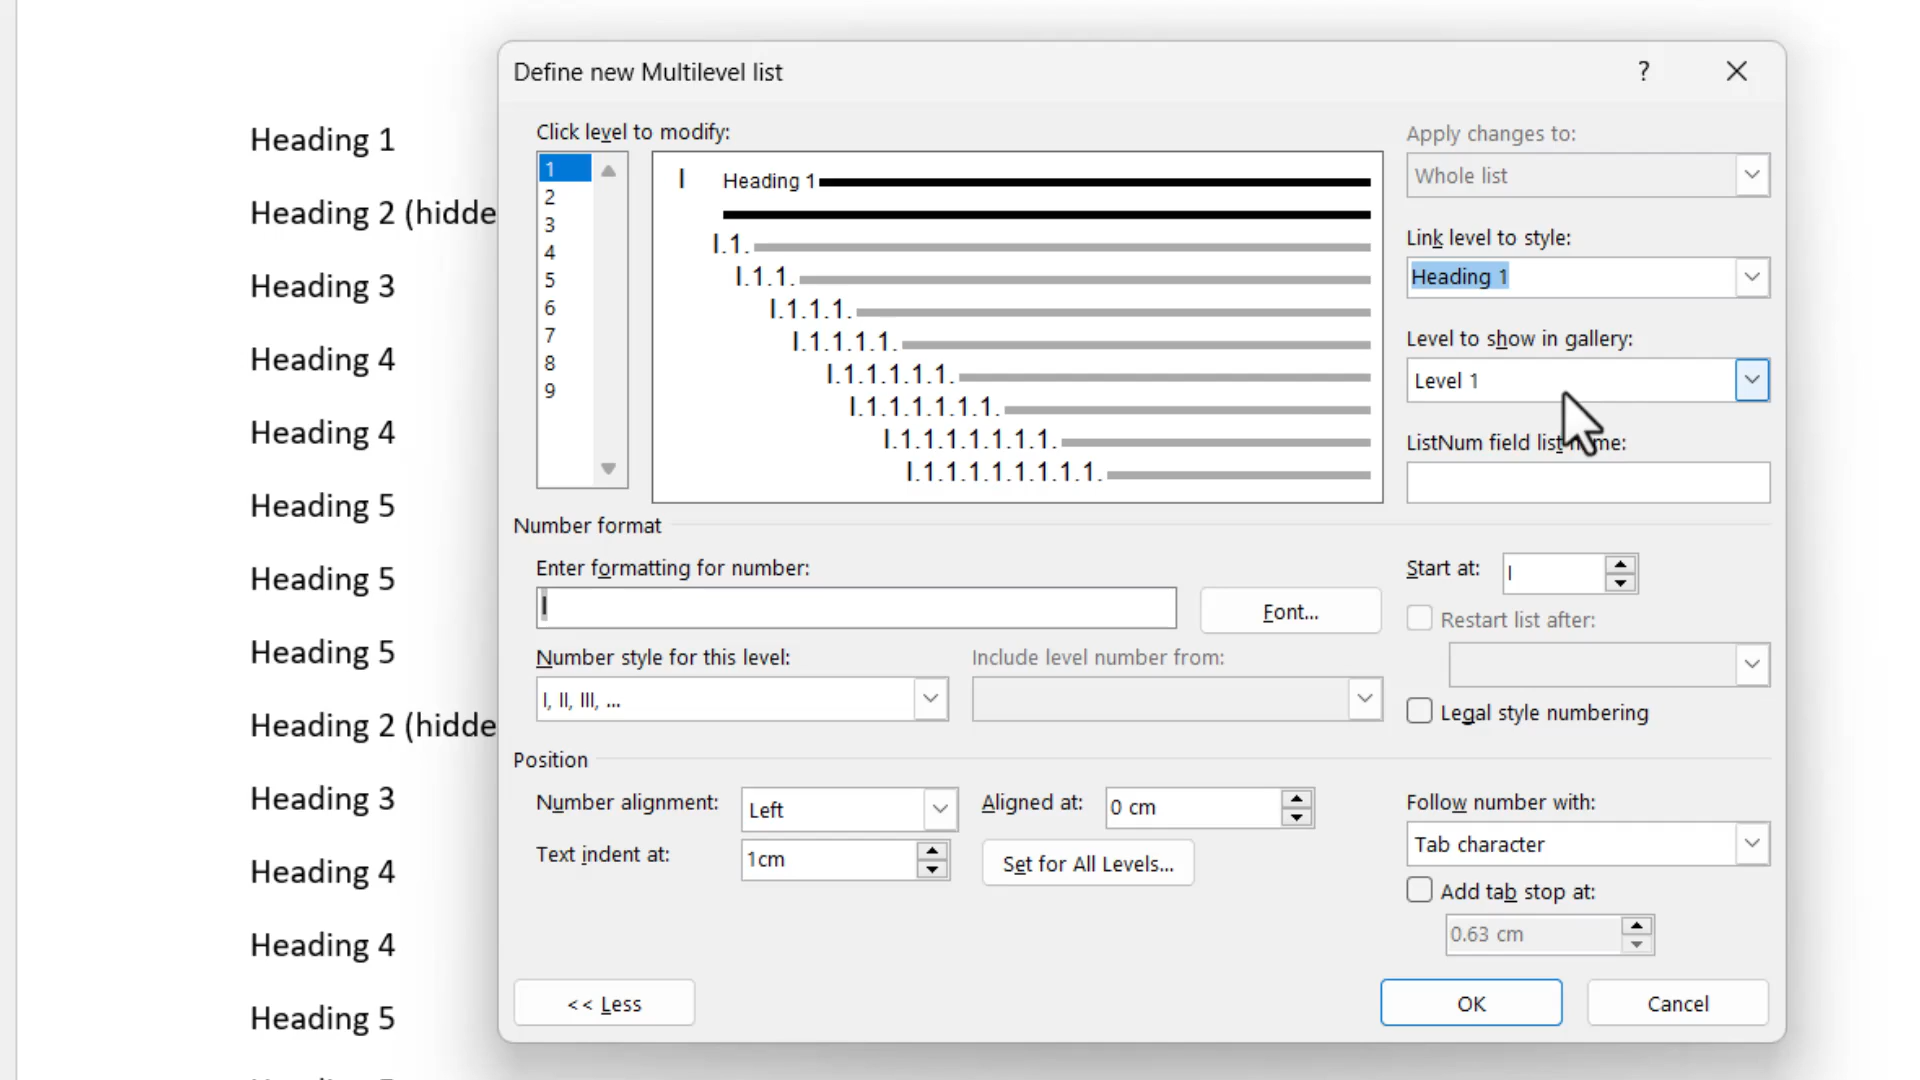 Define new Multilevel list ?
Heading 1
Heading 2 (hidde
Heading 3
Heading 4
Heading 4
Heading 5
Heading 5
Heading 5
Heading 2 (hidde
Heading 3
Heading 4
Heading 4
Heading 5
Click level to modify:
1
2
3
4
5
6
7
8
9
I Heading 1
I.1.
I.1.1.
I.1.1.1.
I.1.1.1.1.
I.1.1.1.1.1.
I.1.1.1.1.1.1.
I.1.1.1.1.1.1.1.
I.1.1.1.1.1.1.1.1.
Apply changes to:
Whole list
Link level to style:
Heading 1
Level to show in gallery:
Level 1
ListNum field list
Number format
Enter formatting for number:
I
Font...
Number style for this level:
I, II, III, ...
Include level number from:
Start at: I
Restart list after:
Legal style numbering
Position
Number alignment: Left
Aligned at: 0 cm
Text indent at: 1cm
Set for All Levels...
Follow number with:
Tab character
Add tab stop at:
0.63 cm
<< Less
OK
Cancel